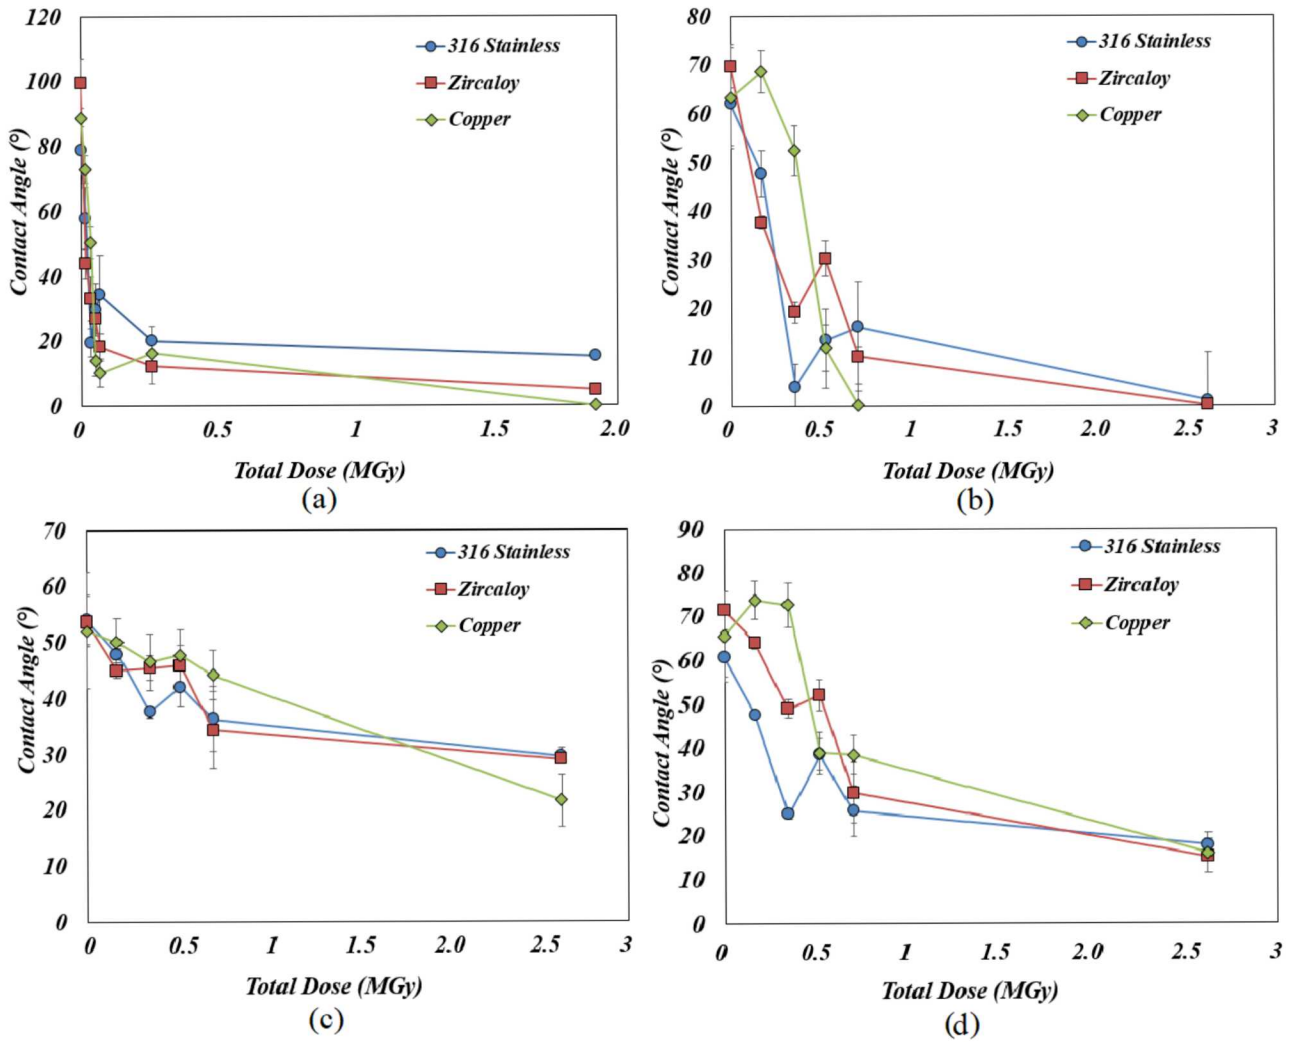 120
100
80
60
40
20
0
Contact Angle (°)
316 Stainless
Zircaloy
Copper
0 0.5 1 1.5 2.0
Total Dose (MGy)
(a)
80
70
60
50
40
30
20
10
0
Contact Angle (°)
316 Stainless
Zircaloy
Copper
0 0.5 1 1.5 2.0 2.5 3
Total Dose (MGy)
(b)
70
60
50
40
30
20
10
0
Contact Angle (°)
316 Stainless
Zircaloy
Copper
0 0.5 1 1.5 2.0 2.5 3
Total Dose (MGy)
(c)
90
80
70
60
50
40
30
20
10
0
Contact Angle (°)
316 Stainless
Zircaloy
Copper
0 0.5 1 1.5 2.0 2.5 3
Total Dose (MGy)
(d)